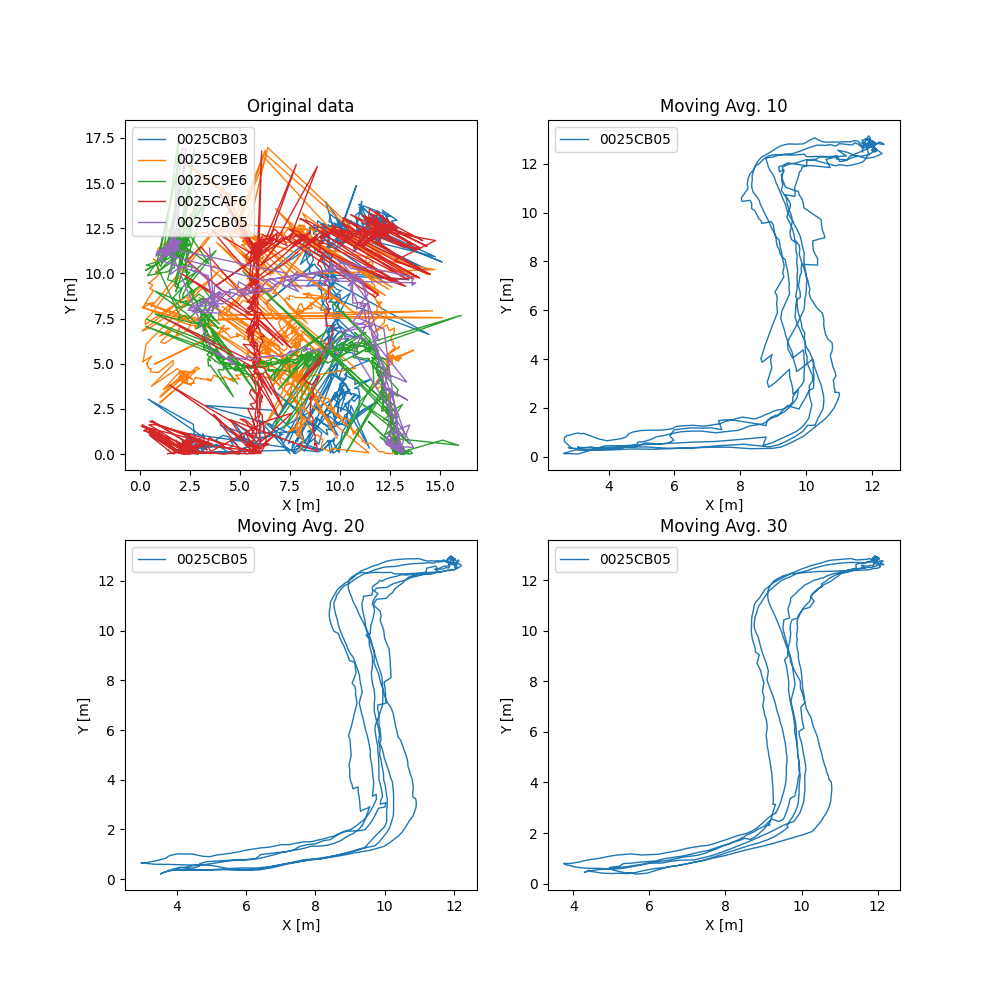 Original data
17.5
15.0
12.5
10.0
7.5
5.0
2.5
0.0
Y [m]
0025CB03
0025C9EB
0025C9E6
0025CAF6
0025CB05
0.0 2.5 5.0 7.5 10.0 12.5 15.0
X [m]
Moving Avg. 10
12
10
8
6
4
2
0
Y [m]
0025CB05
4 6 8 10 12
X [m]
Moving Avg. 20
12
10
8
6
4
2
0
Y [m]
0025CB05
4 6 8 10 12
X [m]
Moving Avg. 30
12
10
8
6
4
2
0
Y [m]
0025CB05
4 6 8 10 12
X [m]